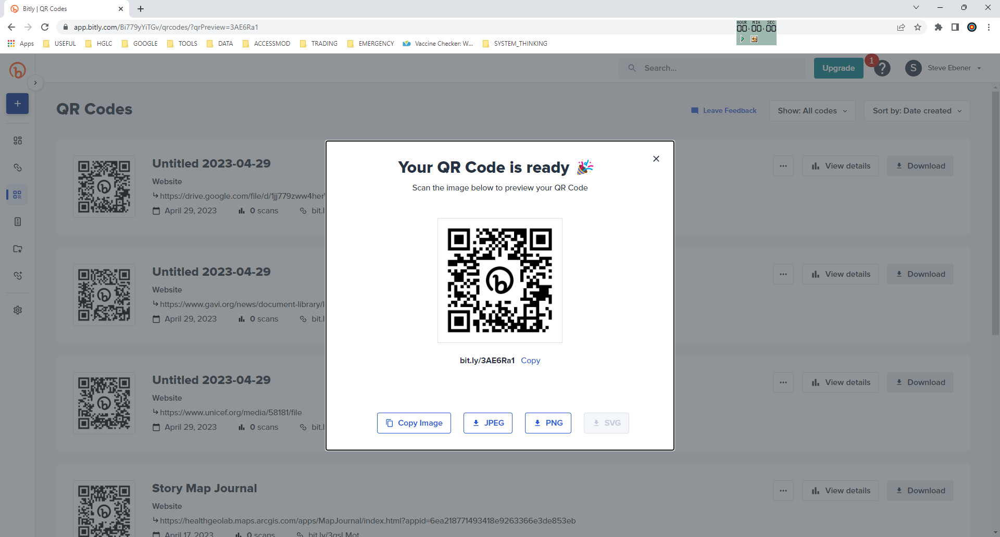 Bitly | QR Codes
app.bitly.com/Bi779yYiTGv/qrcodes/?qrPreview=3AE6Ra1
HOUR MIN SEC
00:00:00
Apps USEFUL HGLC GOOGLE TOOLS DATA ACCESSMOD TRADING EMERGENCY Vaccine Checker: W... SYSTEM_THINKING
Search... Upgrade 1 ? S Steve Ebener
QR Codes
Leave Feedback Show: All codes Sort by: Date created
Untitled 2023-04-29
Website
https://drive.google.com/file/d/1jj779zww4her
April 29, 2023 0 scans bit.l
... View details Download
Untitled 2023-04-29
Website
https://www.gavi.org/news/document-library/
April 29, 2023 0 scans bit.l
... View details Download
Untitled 2023-04-29
Website
https://www.unicef.org/media/58181/file
April 29, 2023 0 scans bit.l
... View details Download
Story Map Journal
Website
https://healthgeolab.maps.arcgis.com/apps/MapJournal/index.html?appid=6ea218771493418e9263366e3de853eb
April 17, 2023 0 scans
... View details Download
Your QR Code is ready 🎉
Scan the image below to preview your QR Code
bit.ly/3AE6Ra1 Copy
Copy Image JPEG PNG SVG